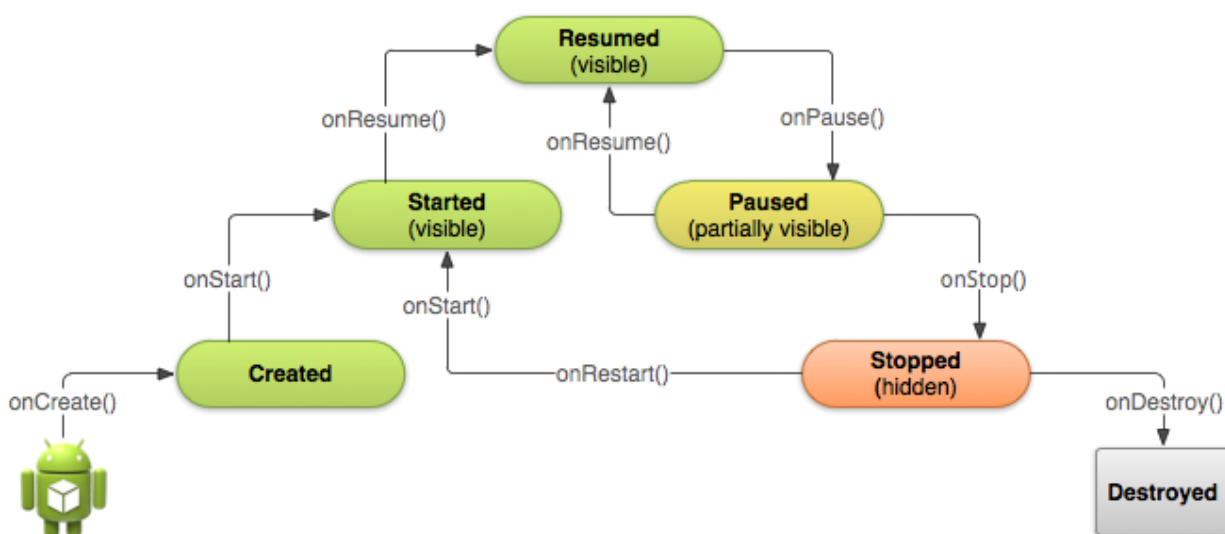 Resumed
(visible)
onResume()
onResume()
onPause()
Started
(visible)
Paused
(partially visible)
onStart()
onStart()
onStop()
Created
onRestart()
Stopped
(hidden)
onCreate()
onDestroy()
Destroyed